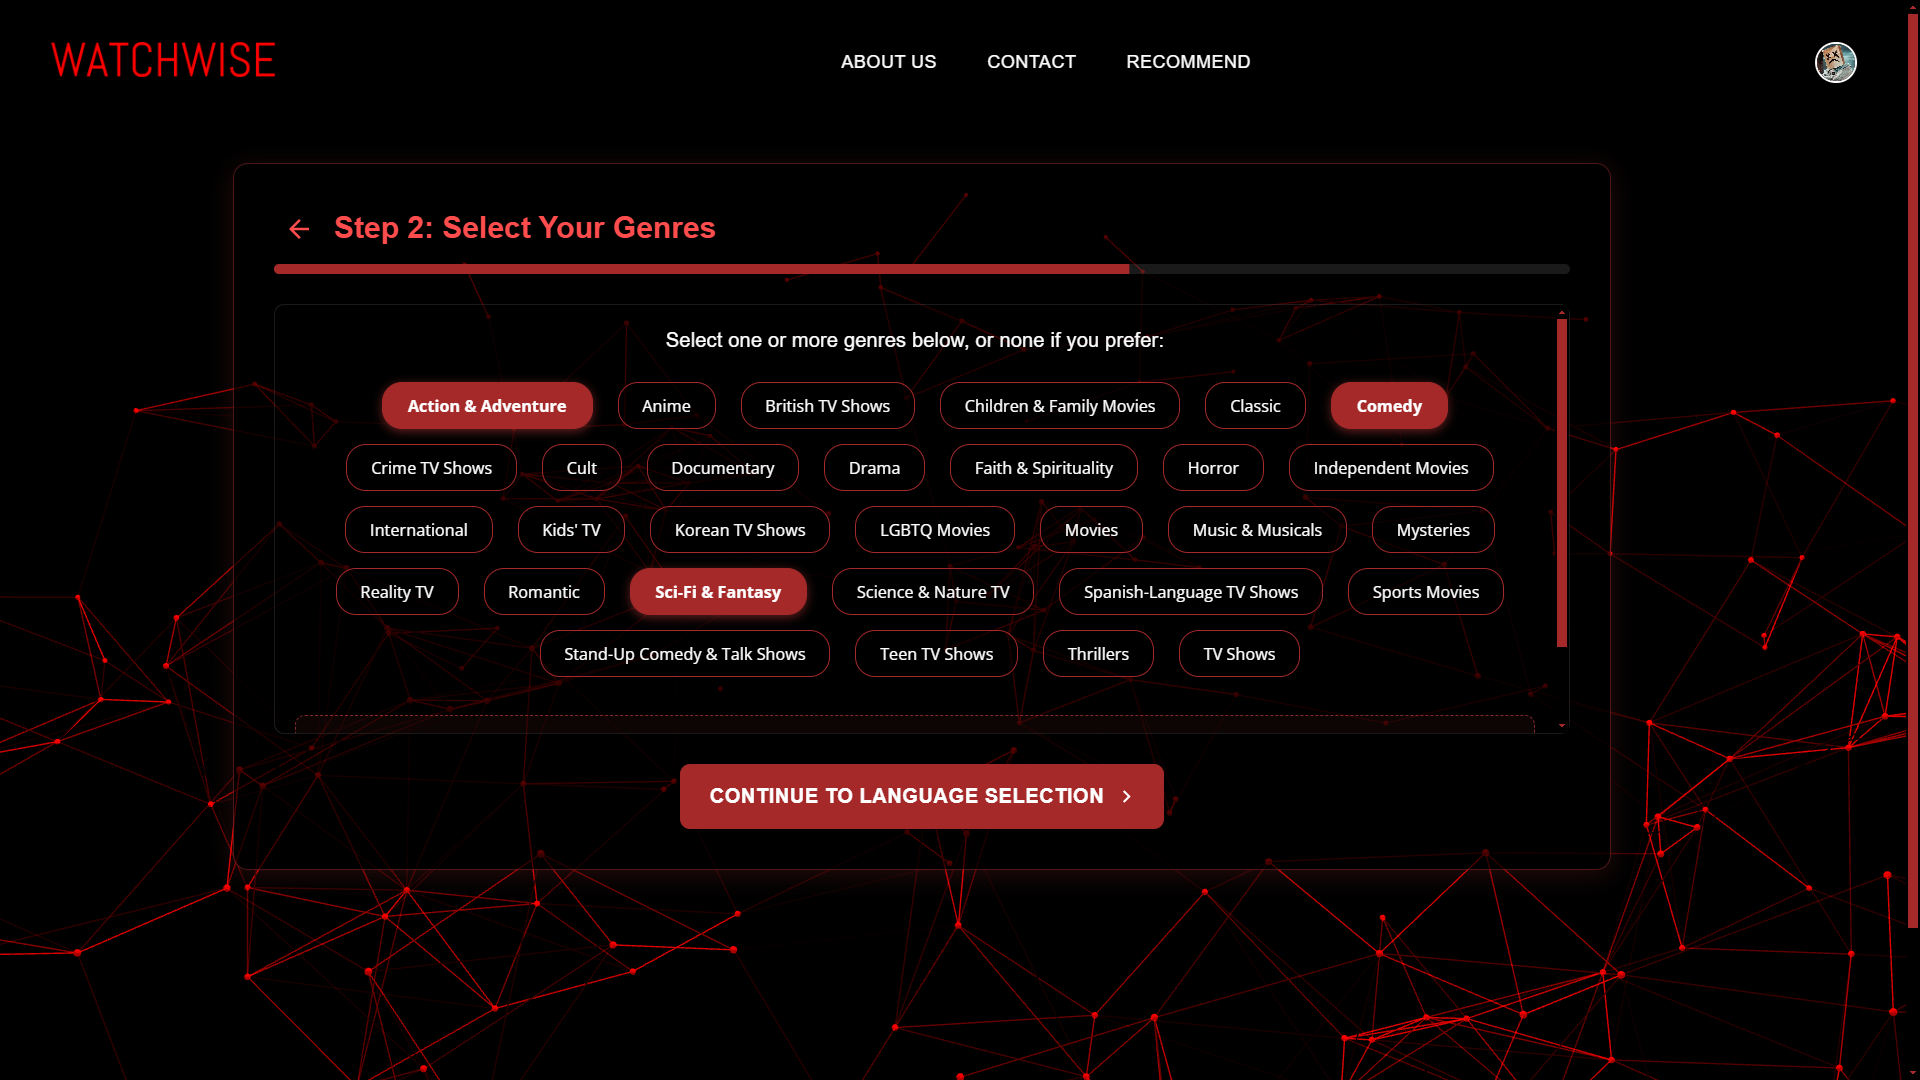 WATCHWISE
ABOUT US CONTACT RECOMMEND
Step 2: Select Your Genres
Select one or more genres below, or none if you prefer:
Action & Adventure Anime British TV Shows Children & Family Movies Classic Comedy
Crime TV Shows Cult Documentary Drama Faith & Spirituality Horror Independent Movies
International Kids' TV Korean TV Shows LGBTQ Movies Movies Music & Musicals Mysteries
Reality TV Romantic Sci-Fi & Fantasy Science & Nature TV Spanish-Language TV Shows Sports Movies
Stand-Up Comedy & Talk Shows Teen TV Shows Thrillers TV Shows
CONTINUE TO LANGUAGE SELECTION